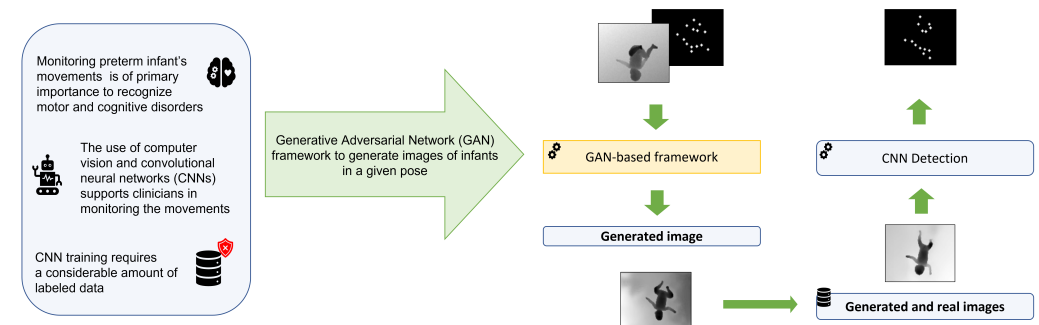 Monitoring preterm infant's
movements is of primary
importance to recognize
motor and cognitive disorders
The use of computer
vision and convolutional
neural networks (CNNs)
supports clinicians in
monitoring the movements
CNN training requires
a considerable amount of
labeled data
Generative Adversarial Network (GAN)
framework to generate images of infants
in a given pose
GAN-based framework
Generated image
CNN Detection
Generated and real images